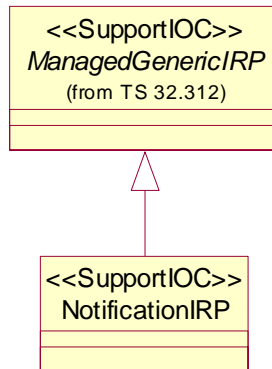 <<SupportIOC>>
ManagedGenericIRP
(from TS 32.312)
<<SupportIOC>>
NotificationIRP